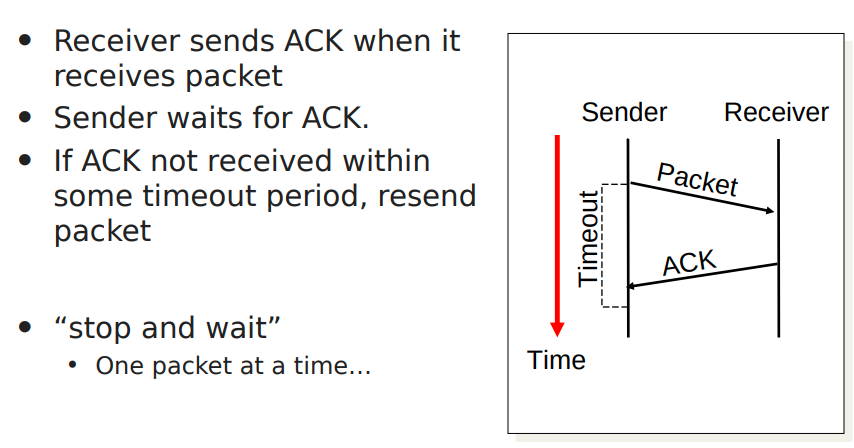 • Receiver sends ACK when it
receives packet
• Sender waits for ACK.
• If ACK not received within
some timeout period, resend
packet
• “stop and wait”
• One packet at a time…
Sender
Receiver
Packet
Timeout
ACK
Time